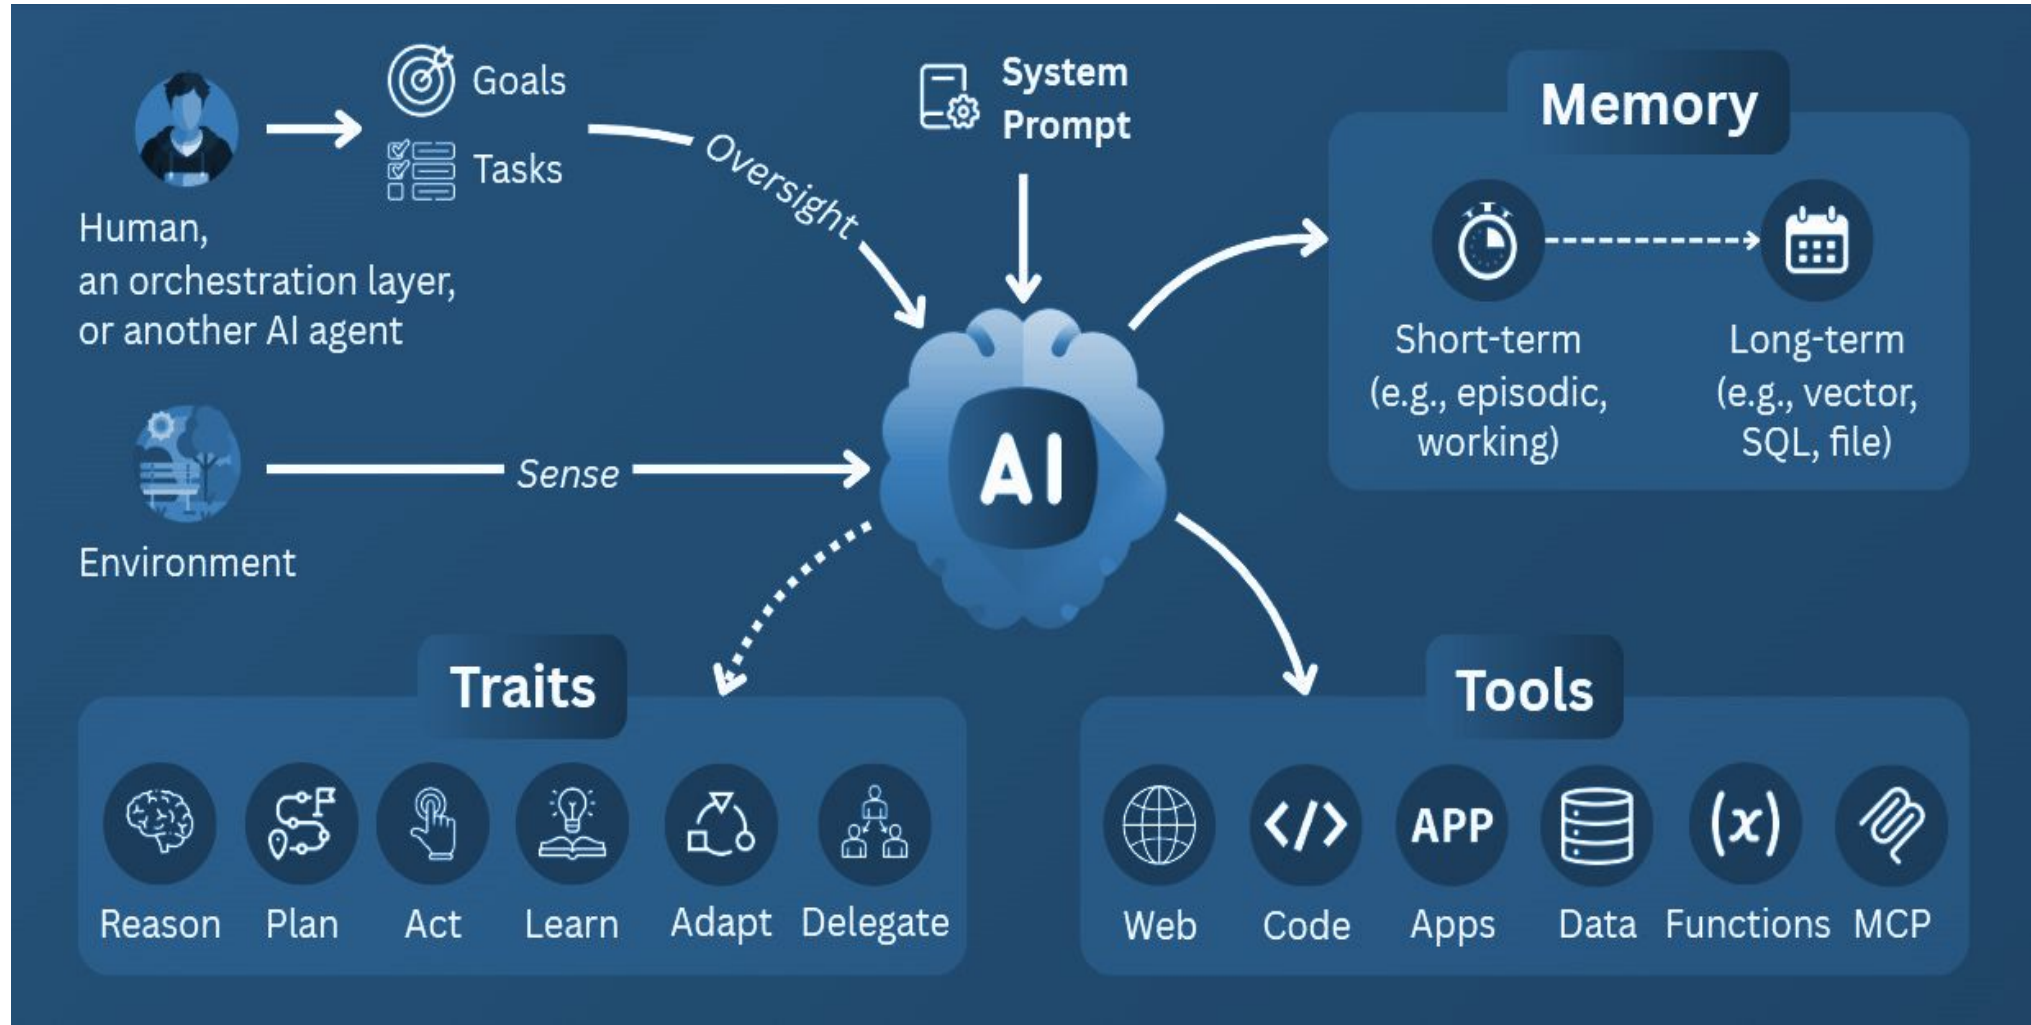 Goals
Tasks
Human,
an orchestration layer,
or another AI agent
Oversight
System
Prompt
Memory
Short-term
(e.g., episodic,
working)
Long-term
(e.g., vector,
SQL, file)
Environment
Sense
AI
Traits
Reason Plan Act Learn Adapt Delegate
Tools
APP
(x)
Web Code Apps Data Functions MCP